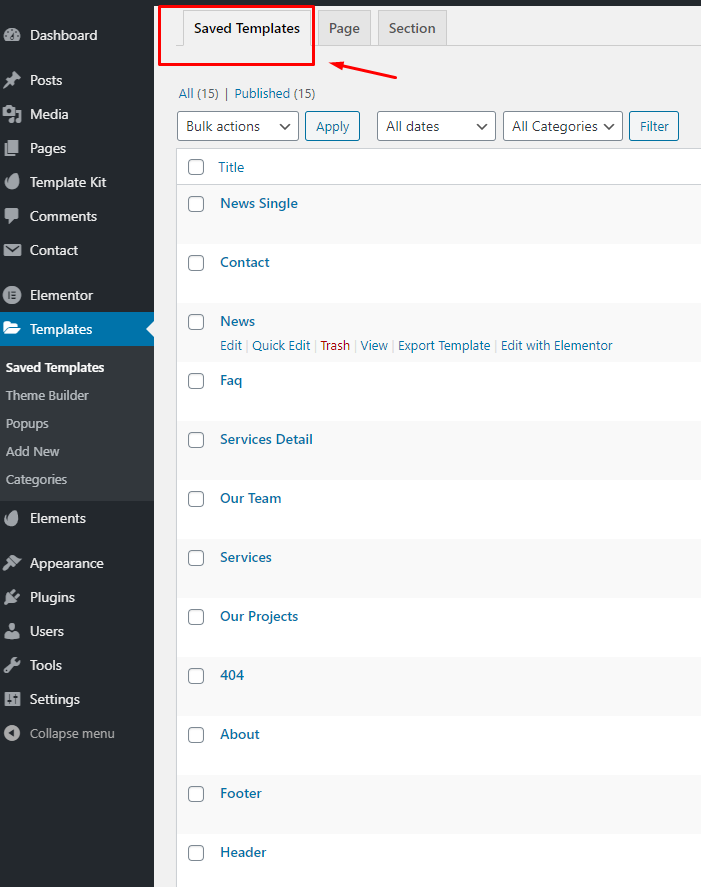 Dashboard
Posts
Media
Pages
Template Kit
Comments
Contact
Elementor
Templates
Saved Templates
Theme Builder
Popups
Add New
Categories
Elements
Appearance
Plugins
Users
Tools
Settings
Collapse menu
Saved Templates Page Section
All (15) | Published (15)
Bulk actions Apply All dates All Categories Filter
Title
News Single
Contact
News
Edit | Quick Edit | Trash | View | Export Template | Edit with Elementor
Faq
Services Detail
Our Team
Services
Our Projects
404
About
Footer
Header